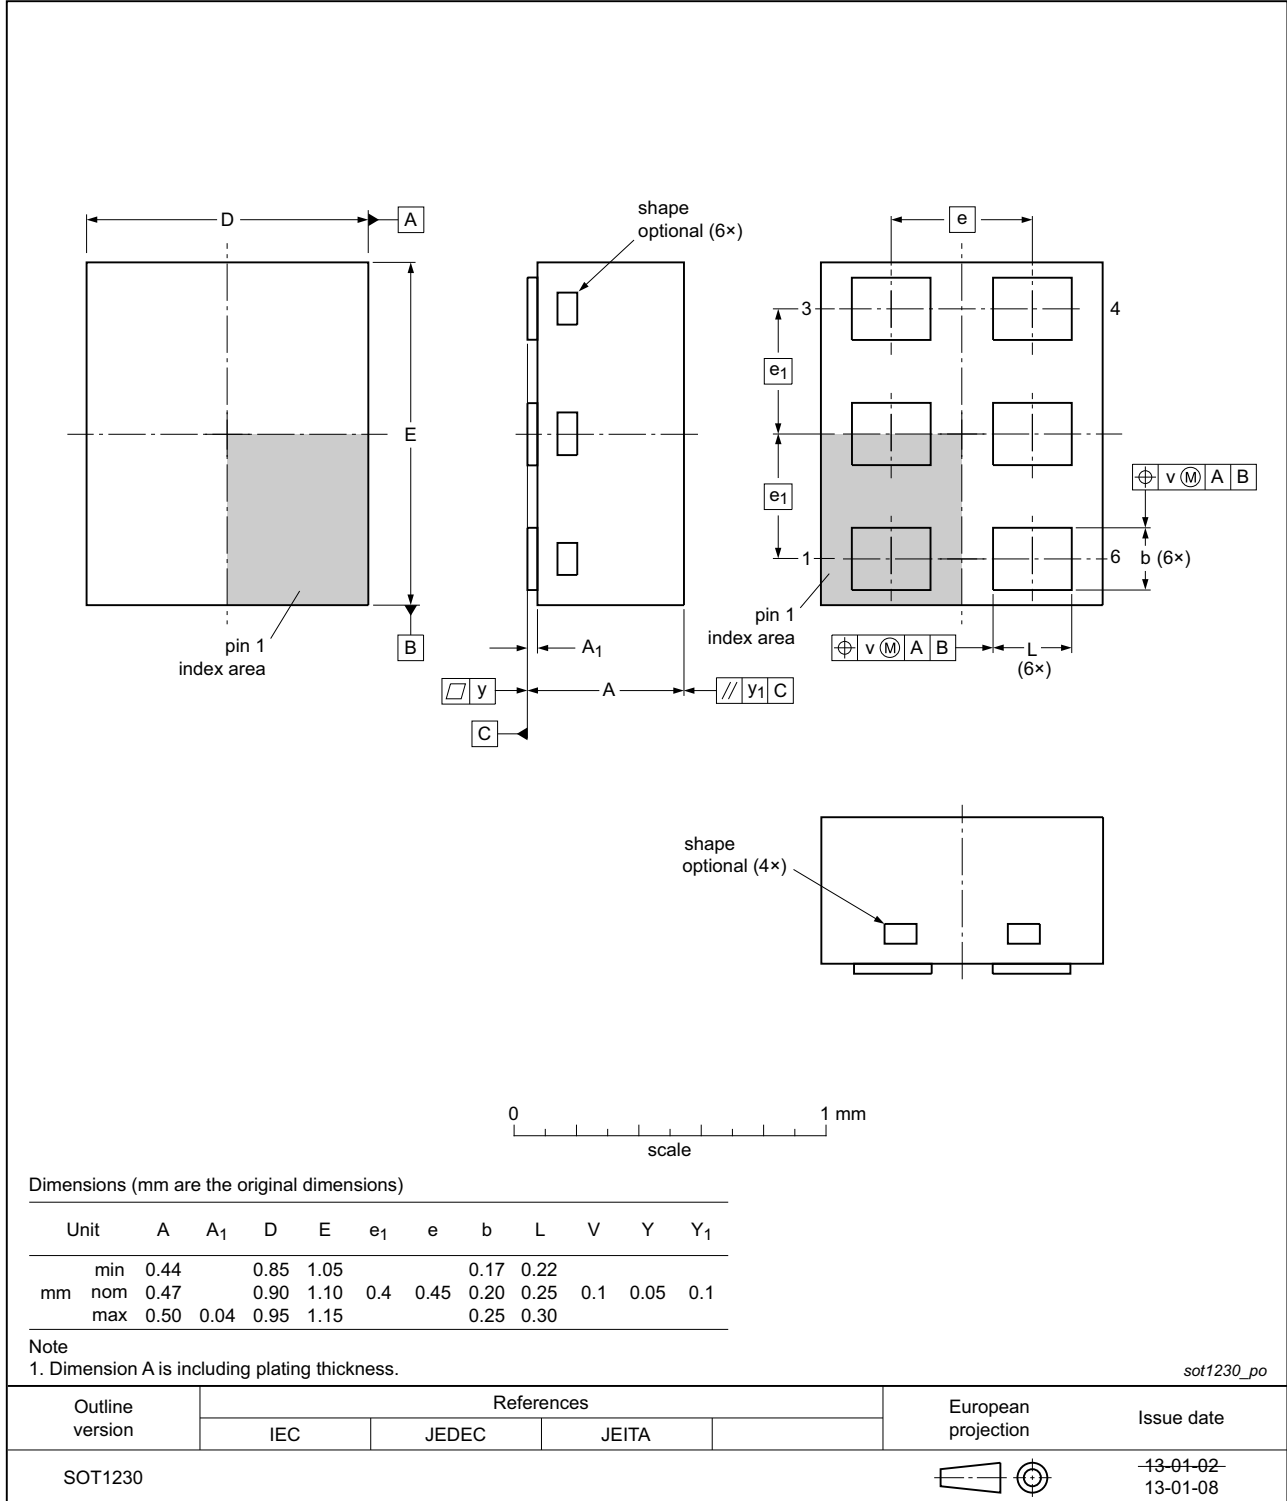 D
A
shape
optional (6×)
e
3
4
e1
E
e1
v M A B
1
6
b (6×)
pin 1
index area
B
A1
pin 1
index area
v M A B
L
(6×)
y
A
y1 C
C
shape
optional (4×)
0 1 mm
scale
Dimensions (mm are the original dimensions)
Unit A A1 D E e1 e b L V Y Y1
min 0.44 0.85 1.05 0.17 0.22
mm nom 0.47 0.90 1.10 0.4 0.45 0.20 0.25 0.1 0.05 0.1
max 0.50 0.04 0.95 1.15 0.25 0.30
Note
1. Dimension A is including plating thickness.
sot1230_po
Outline
version
References
IEC JEDEC JEITA
European
projection
Issue date
SOT1230
13-01-02
13-01-08